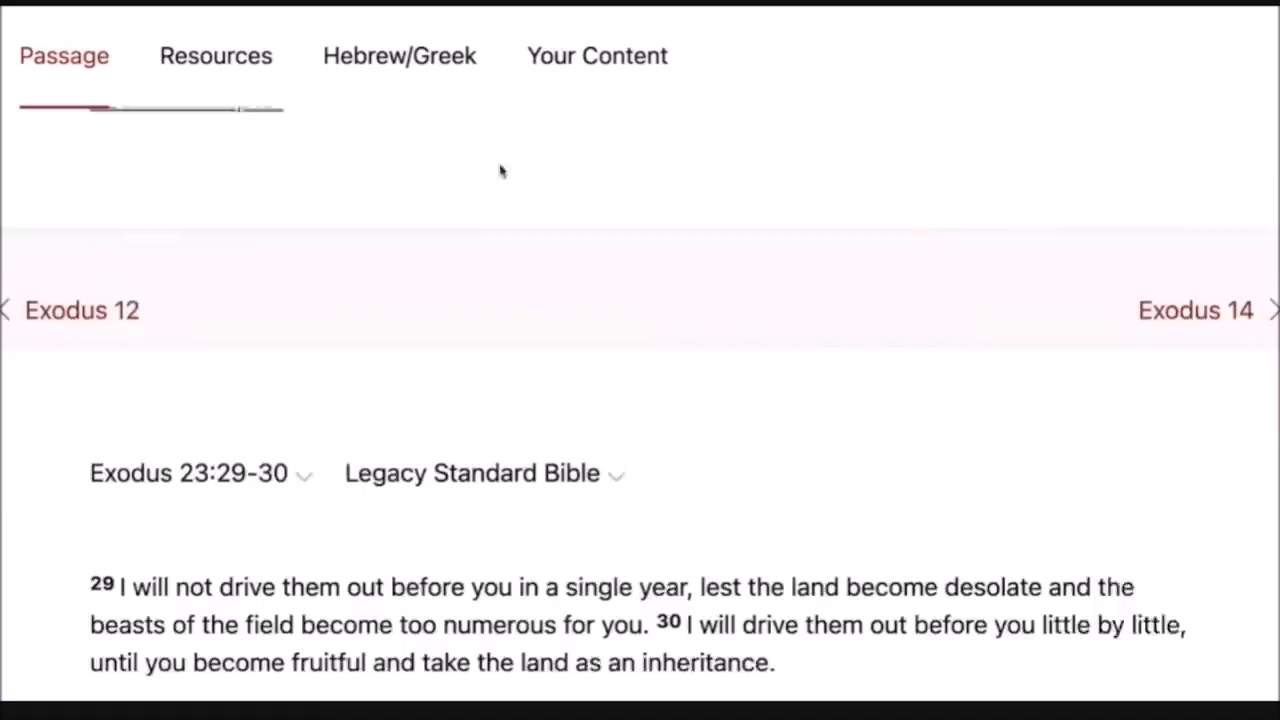 Passage Resources Hebrew/Greek Your Content
Exodus 12 Exodus 14
Exodus 23:29-30 Legacy Standard Bible
29 I will not drive them out before you in a single year, lest the land become desolate and the
beasts of the field become too numerous for you. 30 I will drive them out before you little by little,
until you become fruitful and take the land as an inheritance.